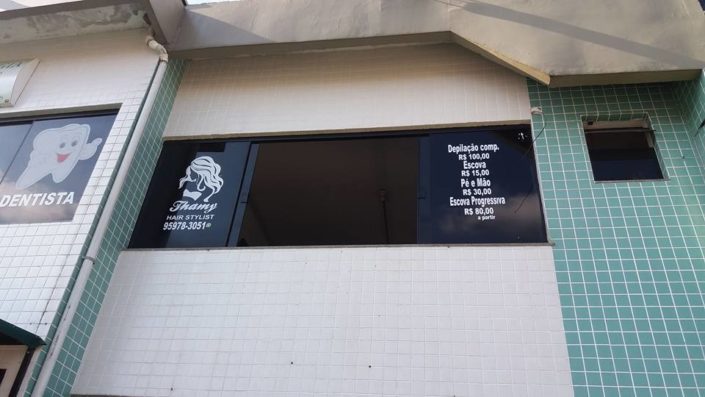 DENTISTA
Thamy
HAIR STYLIST
95978-3051
Depilação comp.
R$ 100,00
Escova
R$ 15,00
Pé e Mão
R$ 30,00
Escova Progressiva
R$ 80,00
a partir